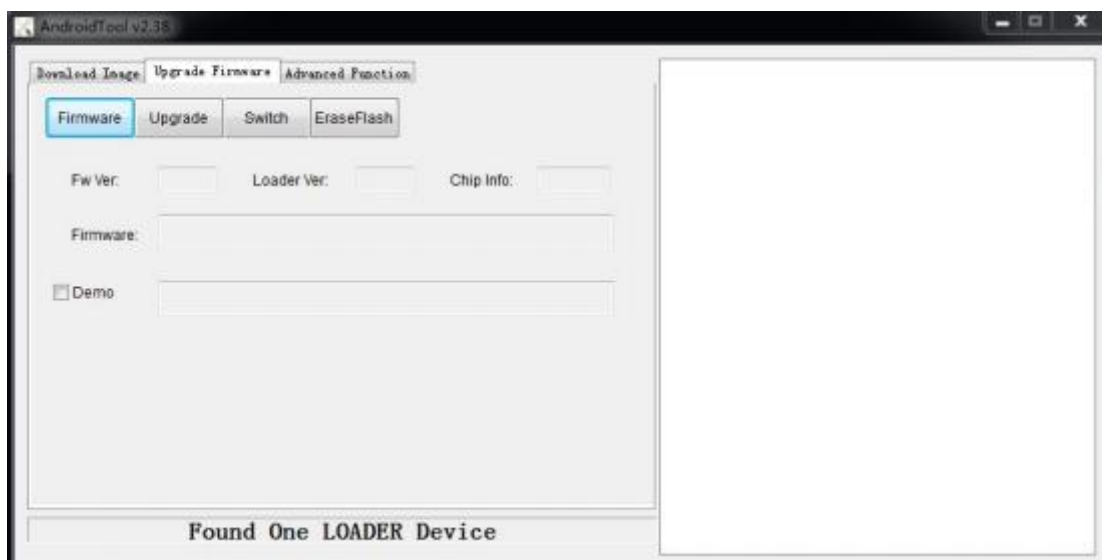 AndroidTool v2.38
Download Image Upgrade Firmware Advanced Function
Firmware Upgrade Switch EraseFlash
Fw Ver: Loader Ver: Chip Info:
Firmware:
Demo
Found One LOADER Device